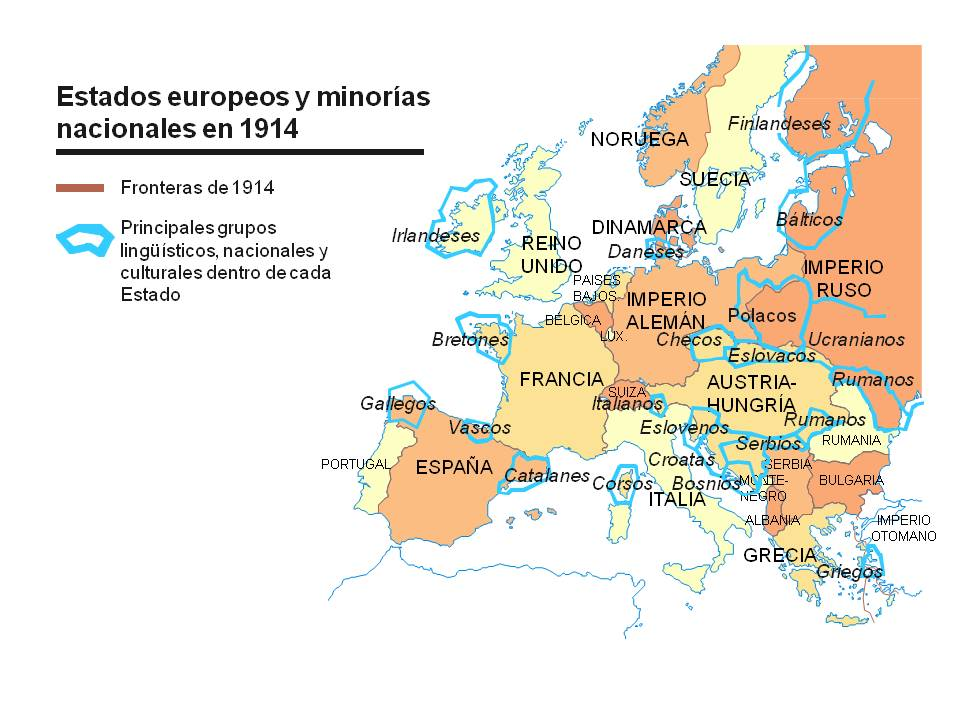 Estados europeos y minorías
nacionales en 1914
Fronteras de 1914
Principales grupos
lingüísticos, nacionales y
culturales dentro de cada
Estado
Finlandeses
NORUEGA
SUECIA
Bálticos
DINAMARCA
Daneses
Irlandeses
REINO
UNIDO
IMPERIO
RUSO
PAISES
BAJOS.
IMPERIO
ALEMÁN
Polacos
BÉLGICA
LUX.
Bretones
Checos
Ucranianos
Eslovacos
FRANCIA
AUSTRIA-
HUNGRÍA
Rumanos
SUIZA
Italianos
Gallegos
Vascos
Eslovenos
Rumanos
Serbios
RUMANIA
PORTUGAL
ESPAÑA
Croatas
SERBIA
Catalanes
Corsos
Bosnios
MONTE-
NEGRO
BULGARIA
ITALIA
ALBANIA
IMPERIO
OTOMANO
GRECIA
Griegos